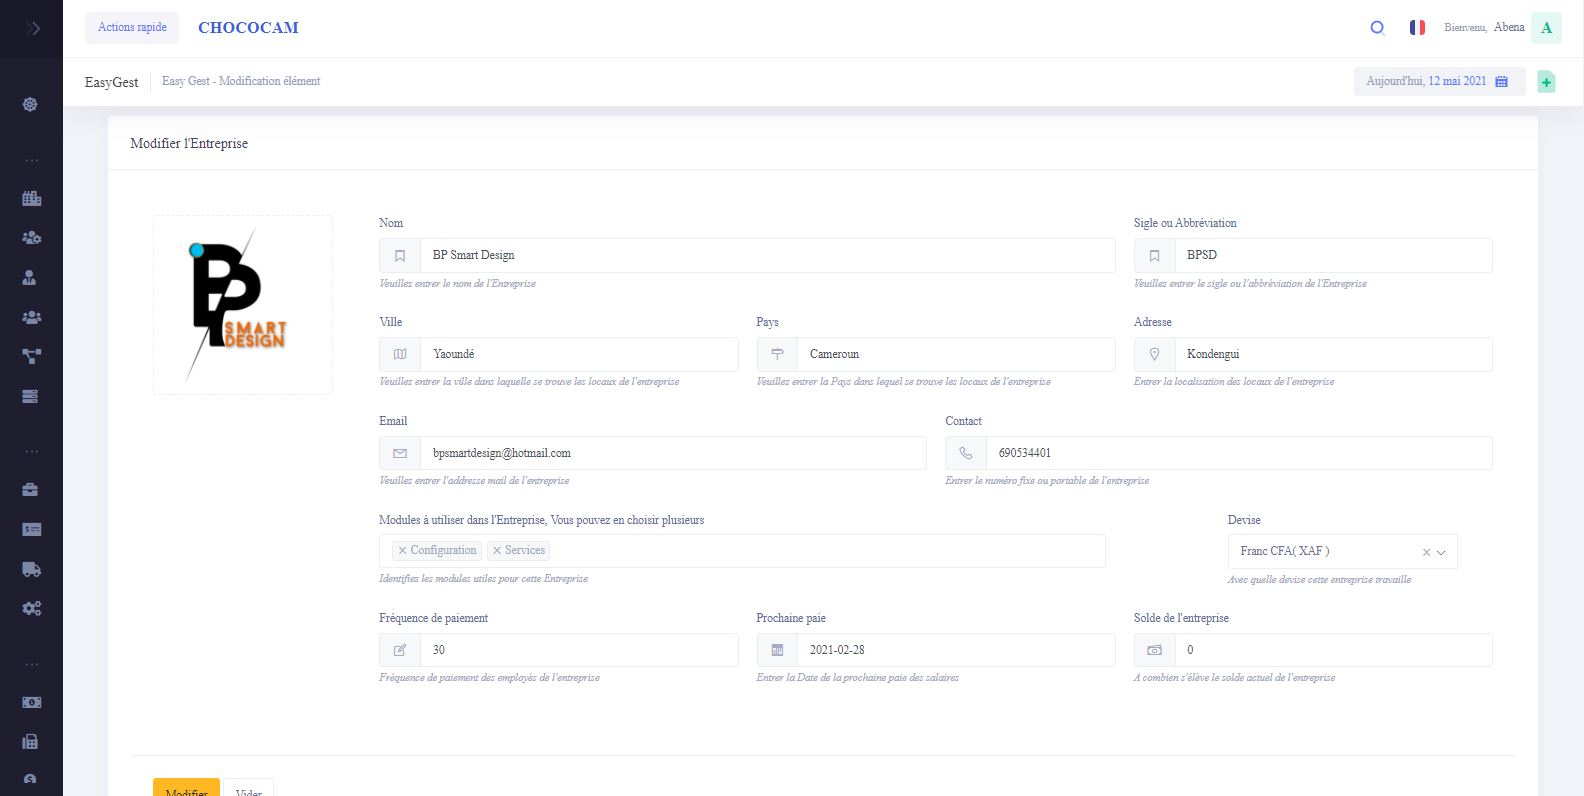 Actions rapide CHOCOCAM Bienvenu, Abena A
EasyGest Easy Gest - Modification élément Aujourd'hui, 12 mai 2021
Modifier l'Entreprise
BP
SMART
DESIGN
Nom Sigle ou Abbréviation
BP Smart Design BPSD
Veuillez entrer le nom de l'Entreprise Veuillez entrer le sigle ou l'abbréviation de l'Entreprise
Ville Pays Adresse
Yaoundé Cameroun Kondengui
Veuillez entrer la ville dans laquelle se trouve les locaux de l'entreprise Veuillez entrer la Pays dans lequel se trouve les locaux de l'entreprise Entrer la localisation des locaux de l'entreprise
Email Contact
bpsmartdesign@hotmail.com 690534401
Veuillez entrer l'addresse mail de l'entreprise Entrer le numéro fixe ou portable de l'entreprise
Modules à utiliser dans l'Entreprise, Vous pouvez en choisir plusieurs Devise
× Configuration × Services Franc CFA( XAF ) ×
Identifies les modules utiles pour cette Entreprise Avec quelle devise cette entreprise travaille
Fréquence de paiement Prochaine paie Solde de l'entreprise
30 2021-02-28 0
Fréquence de paiement des employés de l'entreprise Entrer la Date de la prochaine paie des salaires A combien s'élève le solde actuel de l'entreprise
Modifier Vider